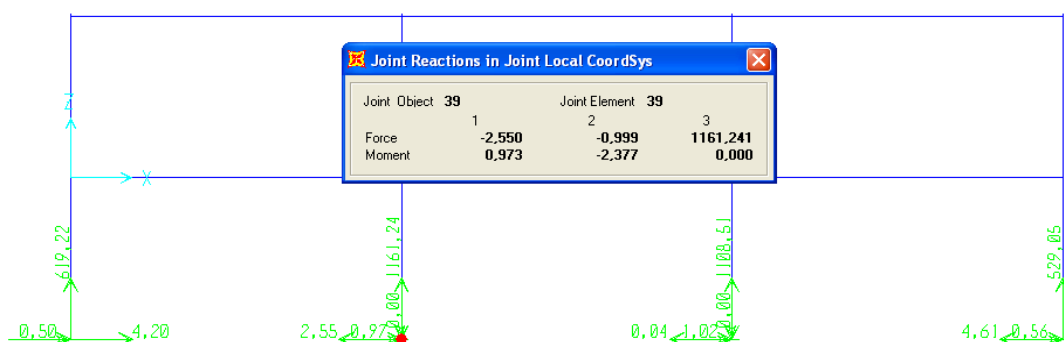 Joint Reactions in Joint Local CoordSys
Joint Object 39 Joint Element 39
1 2 3
Force -2,550 -0,999 1161,241
Moment 0,973 -2,377 0,000
Z
X
619,22
0,00 1161,24
0,00 1108,51
529,05
0,50 4,20 2,55 0,97 0,04 1,02 4,61 0,56